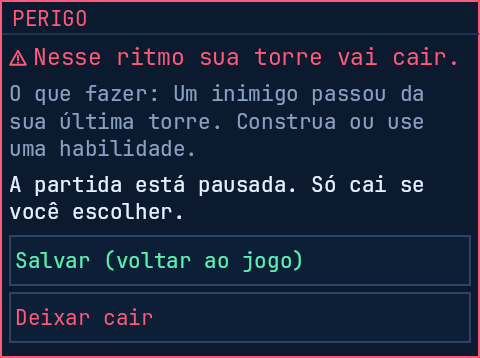 PERIGO
⚠ Nesse ritmo sua torre vai cair.
O que fazer: Um inimigo passou da
sua última torre. Construa ou use
uma habilidade.
A partida está pausada. Só cai se
você escolher.
Salvar (voltar ao jogo)
Deixar cair